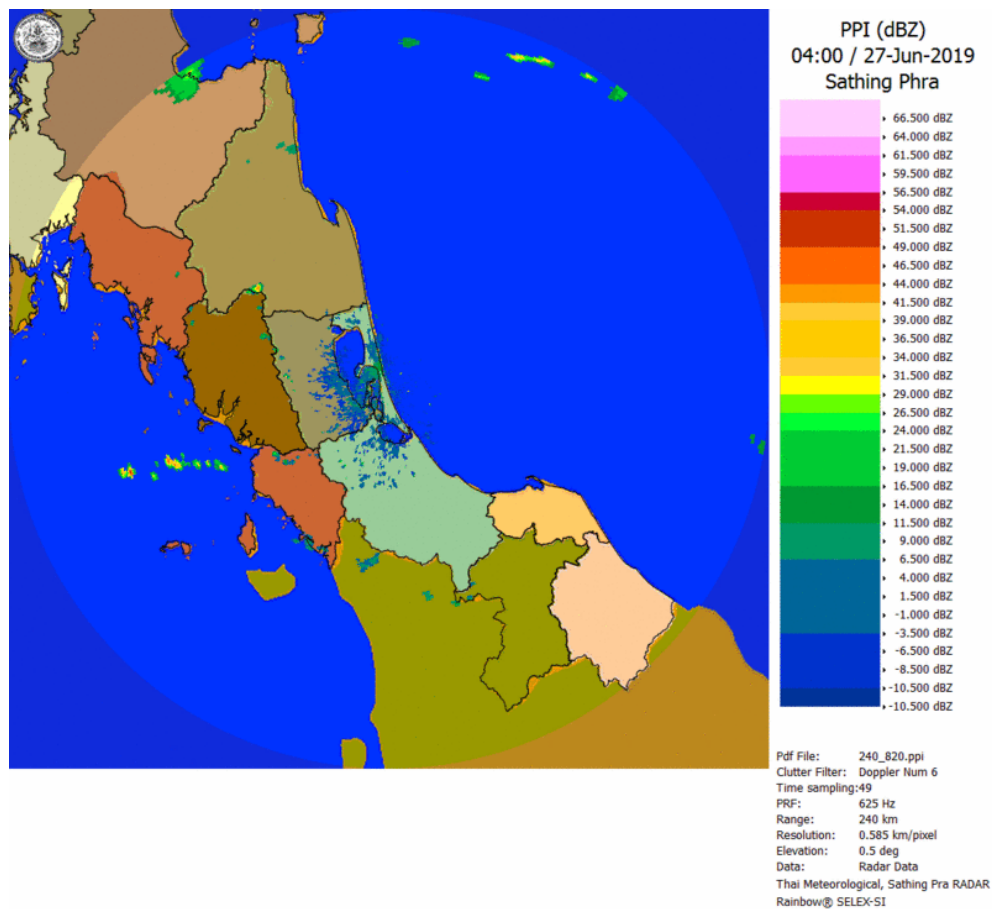 PPI (dBZ)
04:00 / 27-Jun-2019
Sathing Phra
66.500 dBZ
64.000 dBZ
61.500 dBZ
59.500 dBZ
56.500 dBZ
54.000 dBZ
51.500 dBZ
49.000 dBZ
46.500 dBZ
44.000 dBZ
41.500 dBZ
39.000 dBZ
36.500 dBZ
34.000 dBZ
31.500 dBZ
29.000 dBZ
26.500 dBZ
24.000 dBZ
21.500 dBZ
19.000 dBZ
16.500 dBZ
14.000 dBZ
11.500 dBZ
9.000 dBZ
6.500 dBZ
4.000 dBZ
1.500 dBZ
-1.000 dBZ
-3.500 dBZ
-6.500 dBZ
-8.500 dBZ
-10.500 dBZ
-10.500 dBZ
Pdf File: 240_820.ppi
Clutter Filter: Doppler Num 6
Time sampling:49
PRF: 625 Hz
Range: 240 km
Resolution: 0.585 km/pixel
Elevation: 0.5 deg
Data: Radar Data
Thai Meteorological, Sathing Pra RADAR
Rainbow® SELEX-SI